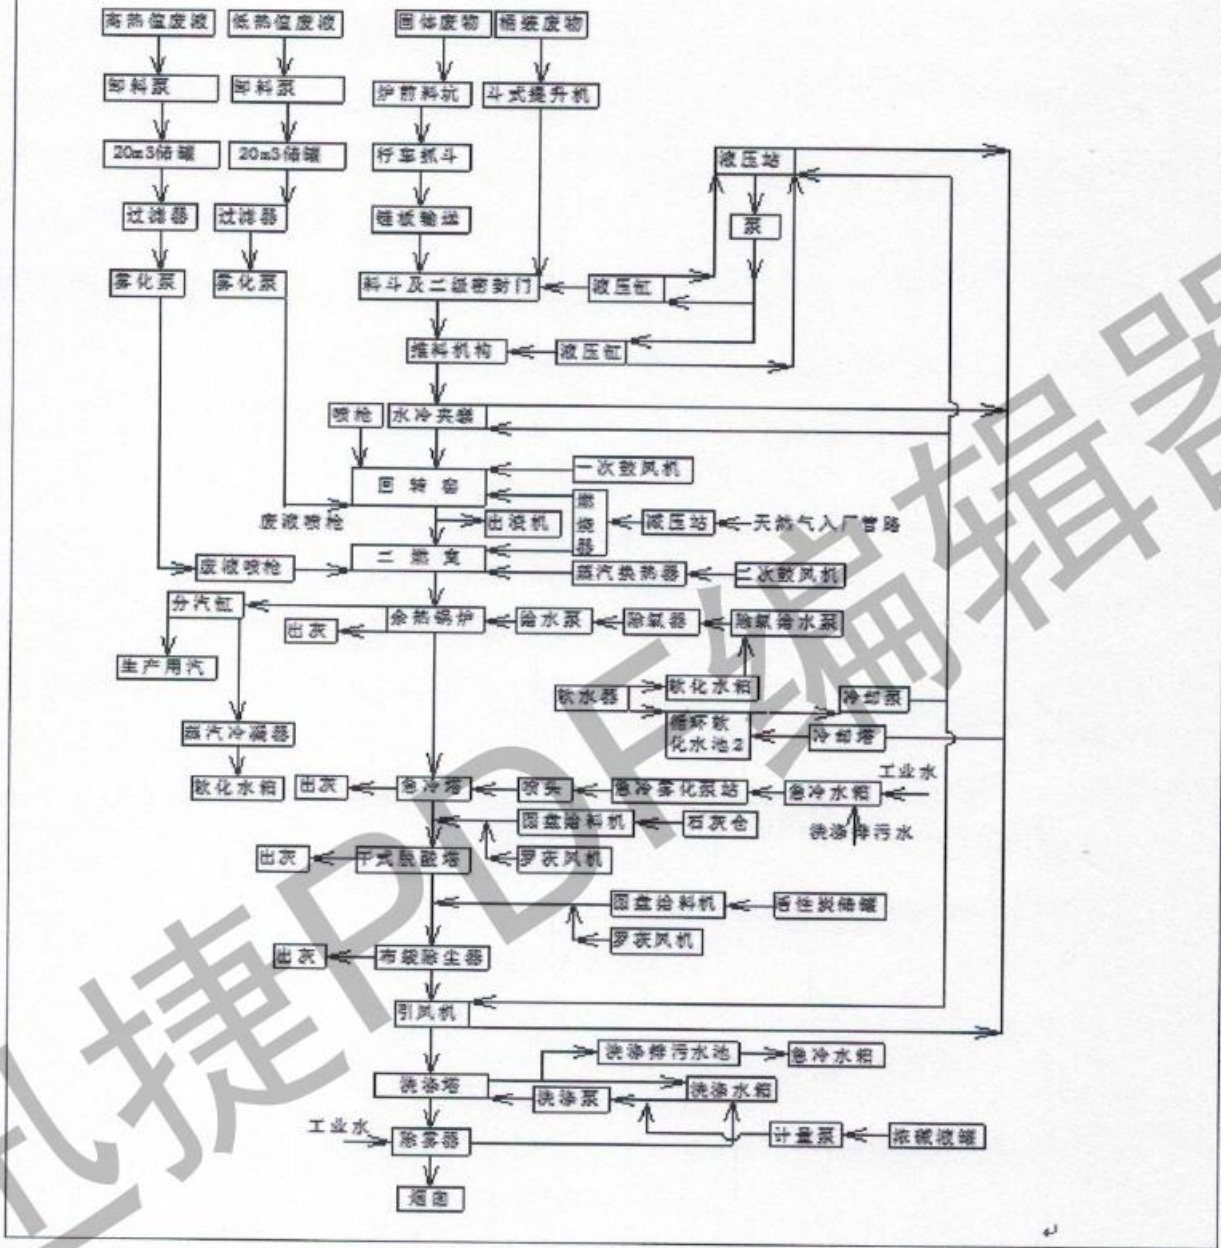 高热值废液 低热值废液 固体废物 桶装废物
原料泵 原料泵 炉前料坑 斗式提升机
20m3储罐 20m3储罐 行车抓斗 液压站
过滤器 过滤器 链板输送 泵
雾化泵 雾化泵 料斗及二级密封门 液压缸
推料机构 液压缸
喷枪 水冷夹套
回转窑 一次鼓风机
废液喷枪 出渣机 燃烧器 减压站 天然气入厂管路
废液喷枪 二燃室 蒸汽换热器 二次鼓风机
分汽缸 出灰 余热锅炉 给水泵 除氧器 除氧给水泵
生产用汽 软水器 软化水箱 冷却泵
蒸汽冷凝器 循环软化水池2 冷却塔
软化水箱 出灰 急冷塔 喷头 急冷雾化泵站 急冷水箱 工业水
圆盘给料机 石灰仓 洗涤排污水
出灰 干式脱酸塔 罗茨风机
圆盘给料机 活性炭储罐
出灰 布袋除尘器 罗茨风机
引风机
洗涤排污水池 急冷水箱
洗涤塔 洗涤泵 洗涤水箱
工业水 计量泵
烟囱
迅捷PDF编辑器